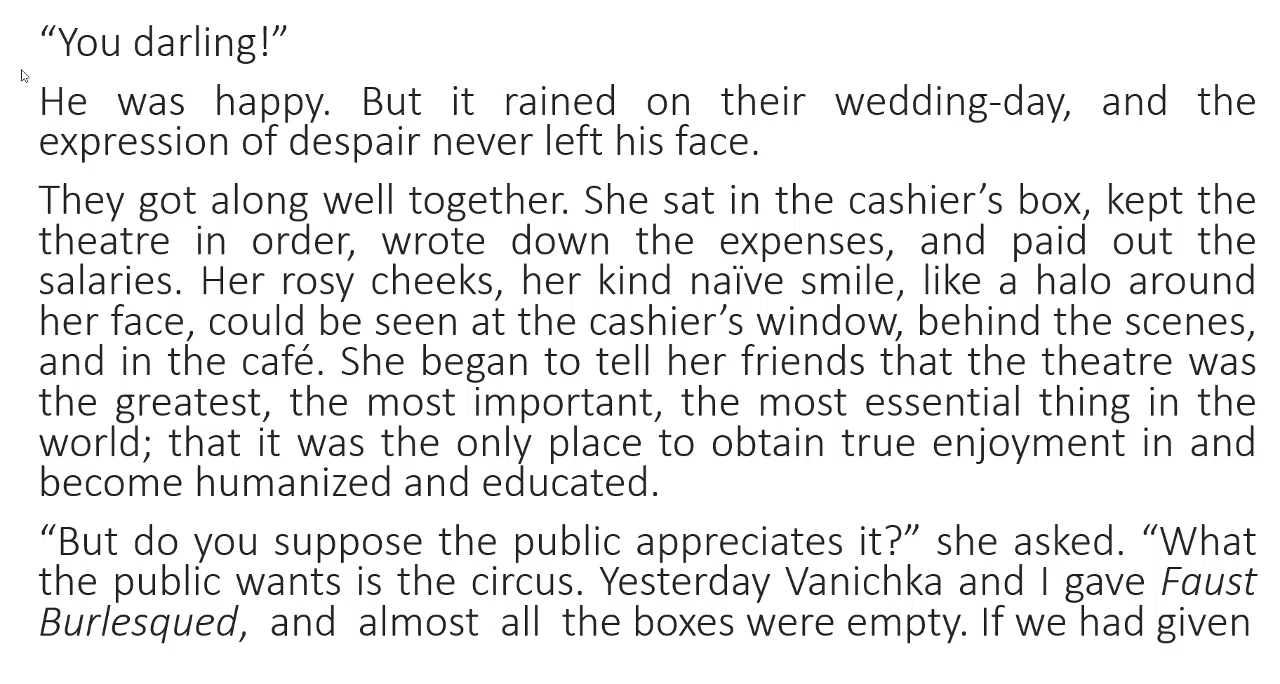 “You darling!”
He was happy. But it rained on their wedding-day, and the
expression of despair never left his face.
They got along well together. She sat in the cashier’s box, kept the
theatre in order, wrote down the expenses, and paid out the
salaries. Her rosy cheeks, her kind naïve smile, like a halo around
her face, could be seen at the cashier’s window, behind the scenes,
and in the café. She began to tell her friends that the theatre was
the greatest, the most important, the most essential thing in the
world; that it was the only place to obtain true enjoyment in and
become humanized and educated.
“But do you suppose the public appreciates it?” she asked. “What
the public wants is the circus. Yesterday Vanichka and I gave Faust
Burlesqued, and almost all the boxes were empty. If we had given